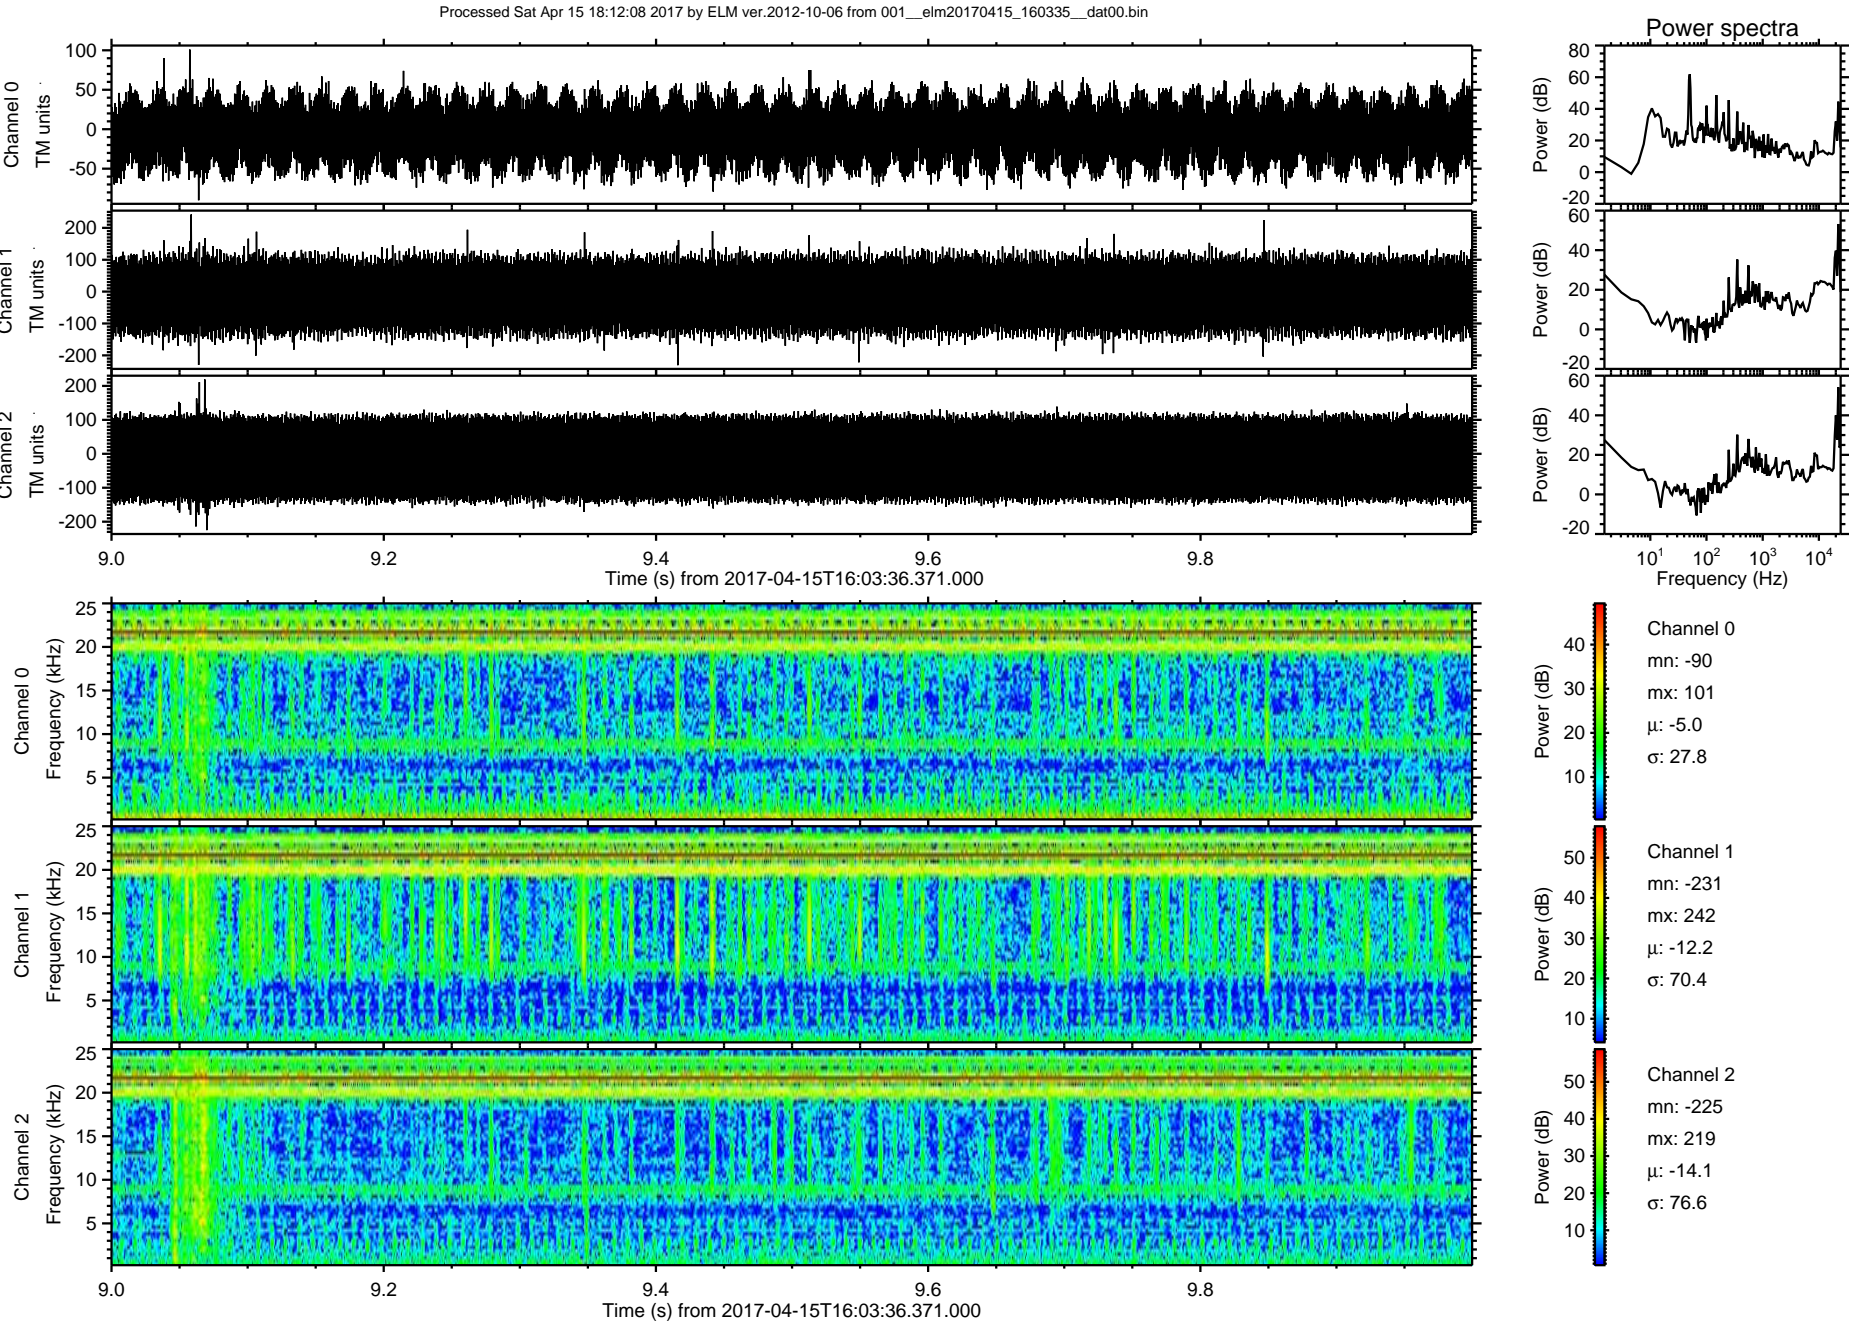 Processed Sat Apr 15 18:12:08 2017 by ELM ver.2012-10-06 from 001__elm20170415_160335__dat00.bin
Power spectra
Channel 0
TM units
100
50
0
-50
Power (dB)
80
60
40
20
0
-20
Channel 1
TM units
200
100
0
-100
-200
Power (dB)
60
40
20
0
-20
Channel 2
TM units
200
100
0
-100
-200
Power (dB)
60
40
20
0
-20
9.0 9.2 9.4 9.6 9.8
Time (s) from 2017-04-15T16:03:36.371.000
10¹ 10² 10³ 10⁴
Frequency (Hz)
Channel 0
Frequency (kHz)
25
20
15
10
5
Power (dB)
40
30
20
10
Channel 0
mn: -90
mx: 101
μ: -5.0
σ: 27.8
Channel 1
Frequency (kHz)
25
20
15
10
5
Power (dB)
50
40
30
20
10
Channel 1
mn: -231
mx: 242
μ: -12.2
σ: 70.4
Channel 2
Frequency (kHz)
25
20
15
10
5
Power (dB)
50
40
30
20
10
Channel 2
mn: -225
mx: 219
μ: -14.1
σ: 76.6
9.0 9.2 9.4 9.6 9.8
Time (s) from 2017-04-15T16:03:36.371.000